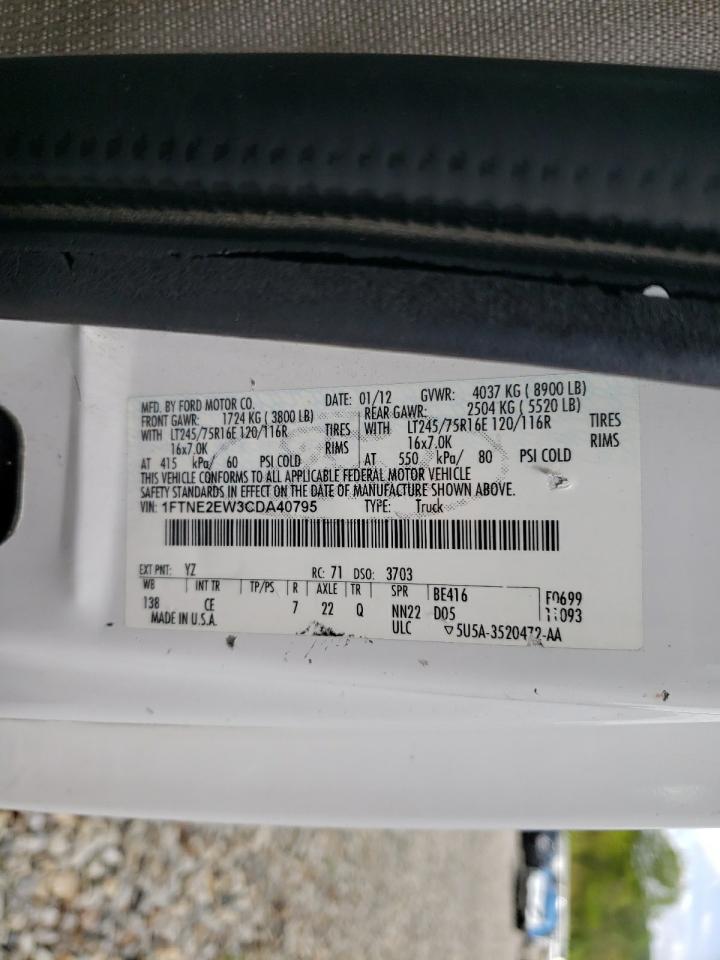 MFD. BY FORD MOTOR CO. DATE: 01/12 GVWR: 4037 KG ( 8900 LB)
FRONT GAWR: 1724 KG ( 3800 LB) REAR GAWR: 2504 KG ( 5520 LB)
WITH LT245/75R16E 120/116R TIRES WITH LT245/75R16E 120/116R TIRES
16x7.0K RIMS 16x7.0K RIMS
AT 415 kPa/ 60 PSI COLD AT 550 kPa/ 80 PSI COLD
THIS VEHICLE CONFORMS TO ALL APPLICABLE FEDERAL MOTOR VEHICLE
SAFETY STANDARDS IN EFFECT ON THE DATE OF MANUFACTURE SHOWN ABOVE.
VIN: 1FTNE2EW3CDA40795 TYPE: Truck
EXT PNT: YZ RC: 71 DSO: 3703
WB INT TR TP/PS R AXLE TR SPR BE416 F0699
138 CE 7 22 Q NN22 D05 11093
MADE IN U.S.A. ULC ▽5U5A-3520472-AA